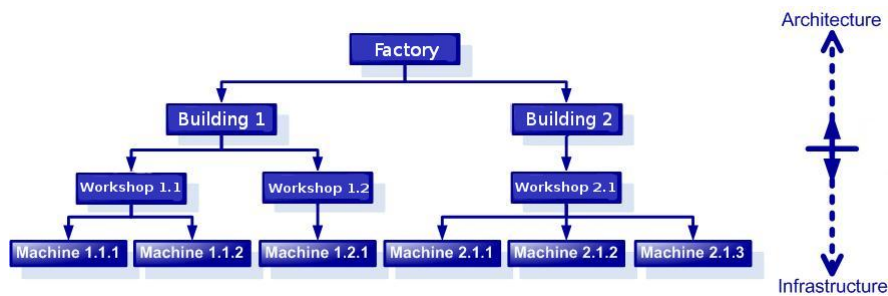 Architecture
Factory
Building 1
Building 2
Workshop 1.1
Workshop 1.2
Workshop 2.1
Machine 1.1.1
Machine 1.1.2
Machine 1.2.1
Machine 2.1.1
Machine 2.1.2
Machine 2.1.3
Infrastructure